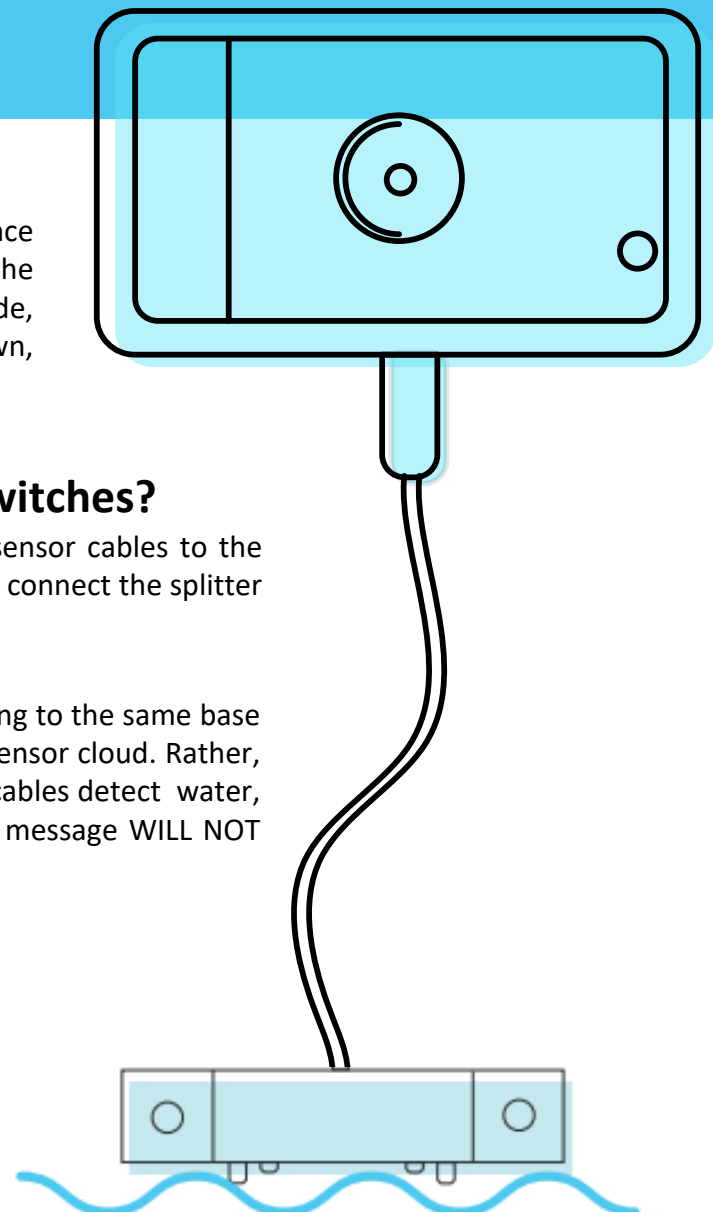 nce
he
de,
wn,
witches?
sensor cables to the
connect the splitter
ng to the same base
ensor cloud. Rather,
cables detect water,
message WILL NOT